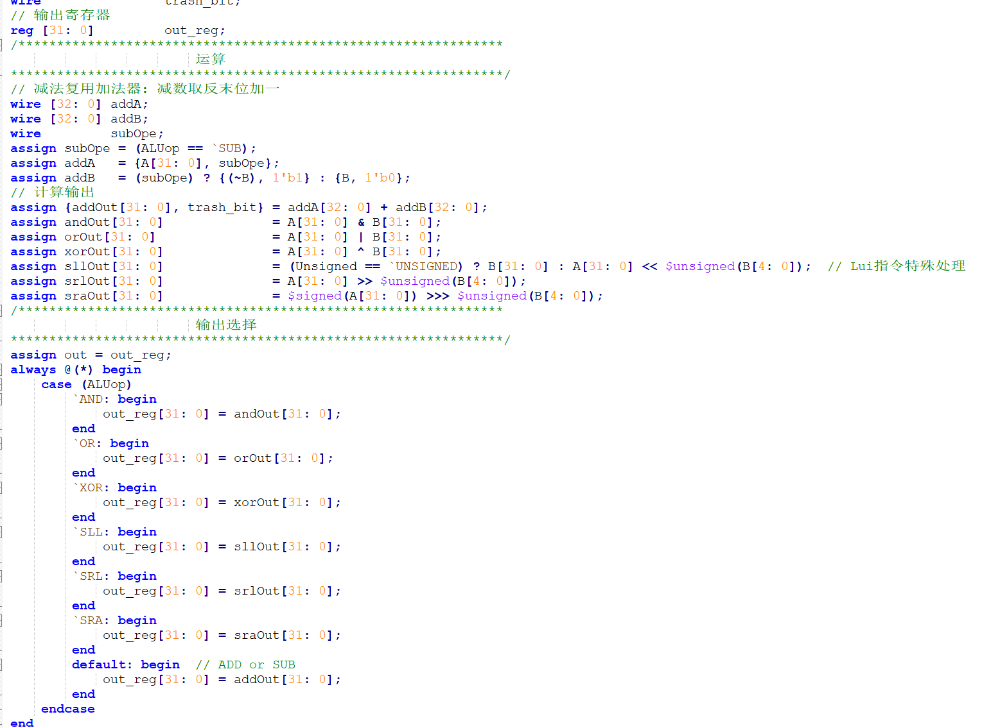 wire                trash_bit;
// 输出寄存器
reg [31: 0]         out_reg;
/***************************************************************
                        运算
****************************************************************/
// 减法复用加法器：减数取反末位加一
wire [32: 0] addA;
wire [32: 0] addB;
wire         subOpe;
assign subOpe = (ALUop == `SUB);
assign addA   = {A[31: 0], subOpe};
assign addB   = (subOpe) ? {(~B), 1'b1} : {B, 1'b0};
// 计算输出
assign {addOut[31: 0], trash_bit} = addA[32: 0] + addB[32: 0];
assign andOut[31: 0]              = A[31: 0] & B[31: 0];
assign orOut[31: 0]               = A[31: 0] | B[31: 0];
assign xorOut[31: 0]              = A[31: 0] ^ B[31: 0];
assign sllOut[31: 0]              = (Unsigned == `UNSIGNED) ? B[31: 0] : A[31: 0] << $unsigned(B[4: 0]);  // Lui指令特殊处理
assign srlOut[31: 0]              = A[31: 0] >> $unsigned(B[4: 0]);
assign sraOut[31: 0]              = $signed(A[31: 0]) >>> $unsigned(B[4: 0]);
/***************************************************************
                        输出选择
****************************************************************/
assign out = out_reg;
always @(*) begin
    case (ALUop)
        `AND: begin
            out_reg[31: 0] = andOut[31: 0];
        end
        `OR: begin
            out_reg[31: 0] = orOut[31: 0];
        end
        `XOR: begin
            out_reg[31: 0] = xorOut[31: 0];
        end
        `SLL: begin
            out_reg[31: 0] = sllOut[31: 0];
        end
        `SRL: begin
            out_reg[31: 0] = srlOut[31: 0];
        end
        `SRA: begin
            out_reg[31: 0] = sraOut[31: 0];
        end
        default: begin  // ADD or SUB
            out_reg[31: 0] = addOut[31: 0];
        end
    endcase
end